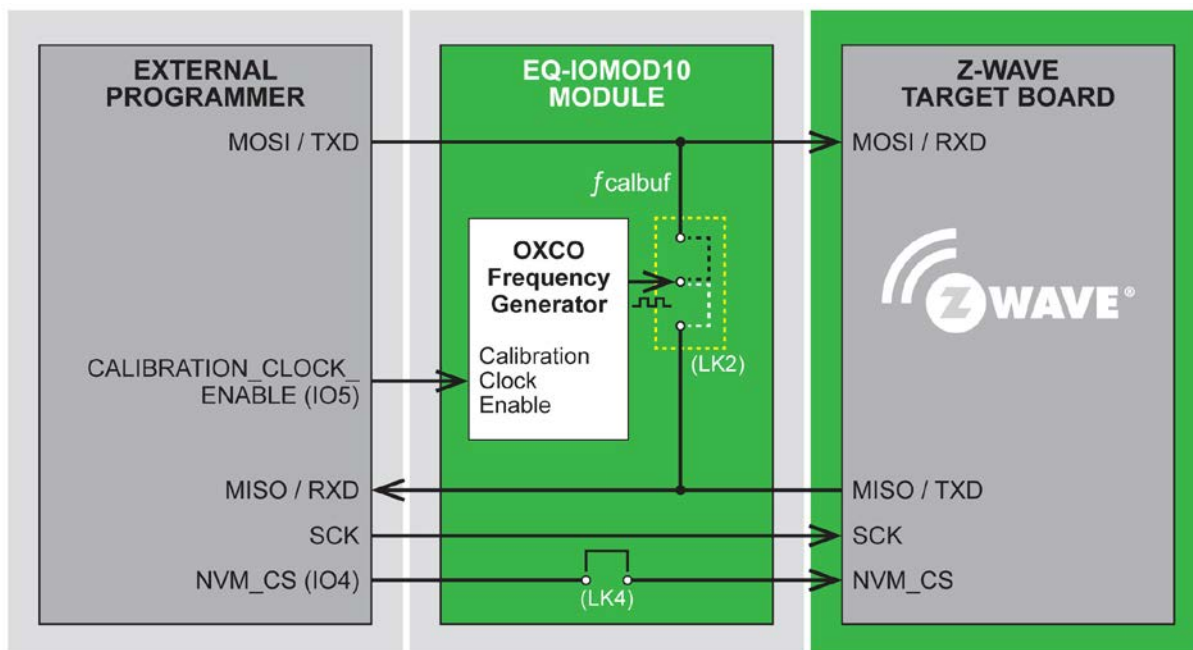 EXTERNAL
PROGRAMMER
MOSI / TXD
CALIBRATION_CLOCK_
ENABLE (IO5)
MISO / RXD
SCK
NVM_CS (IO4)
EQ-IOMOD10
MODULE
ƒcalbuf
OXCO
Frequency
Generator
Calibration
Clock
Enable
(LK2)
(LK4)
Z-WAVE
TARGET BOARD
MOSI / RXD
Z WAVE®
MISO / TXD
SCK
NVM_CS